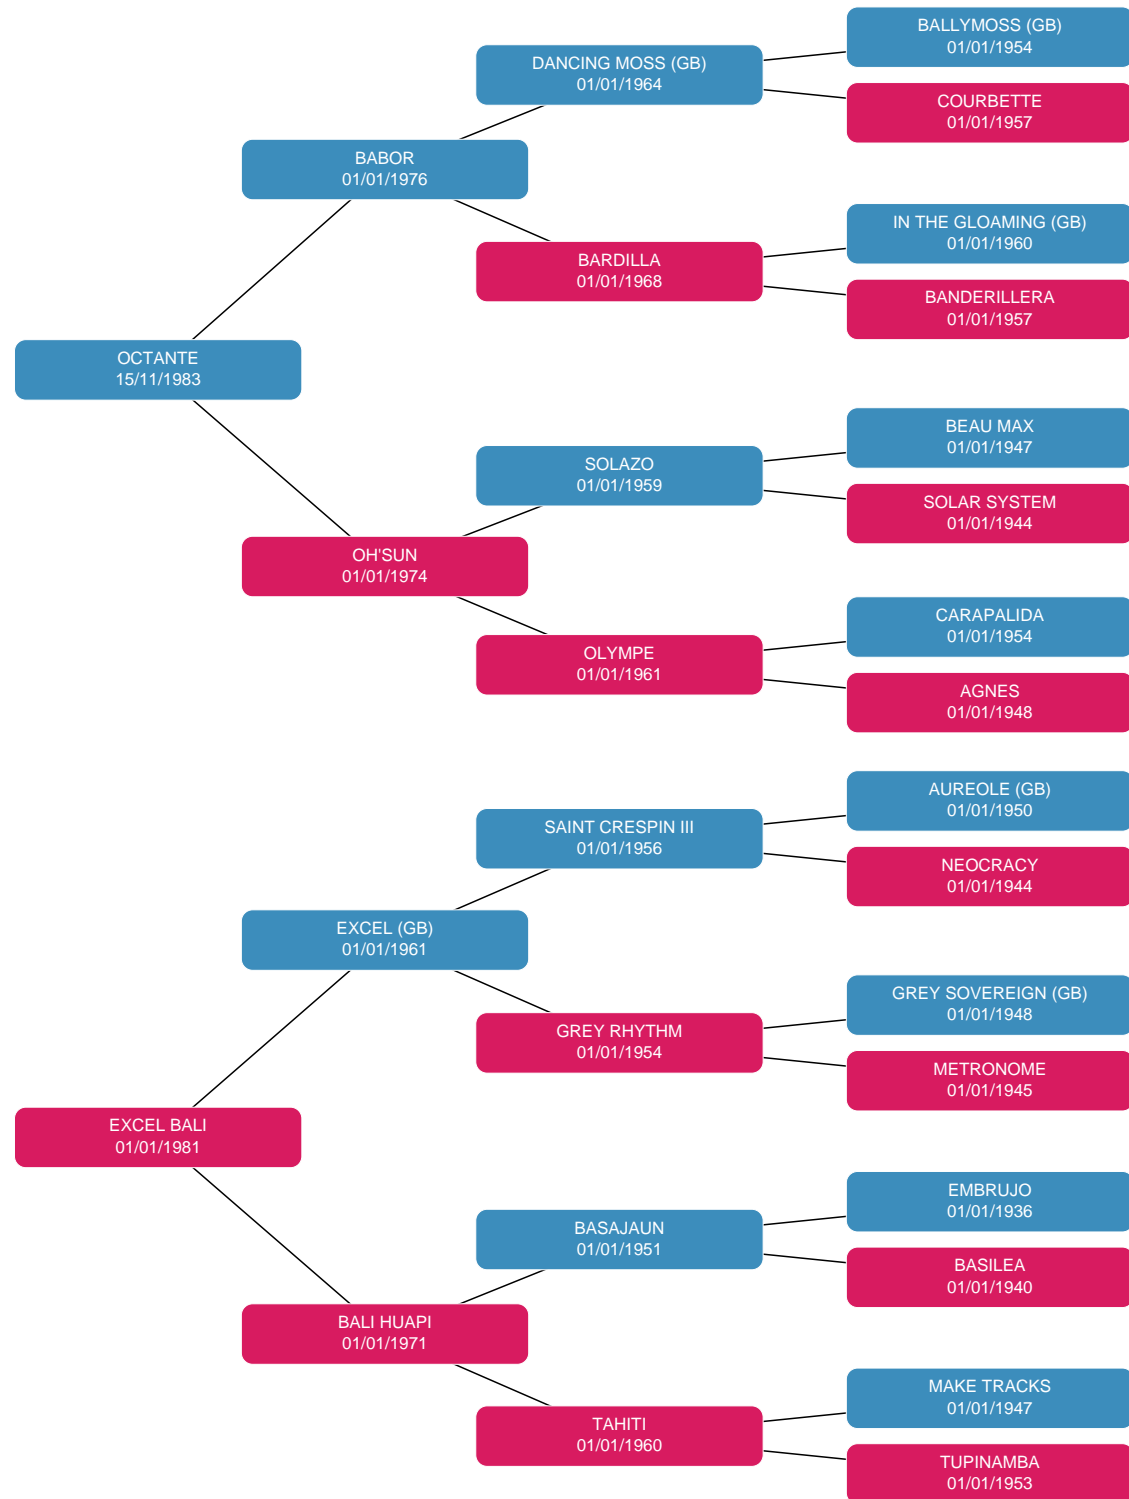 BALLYMOSS (GB)
01/01/1954
DANCING MOSS (GB)
01/01/1964
COURBETTE
01/01/1957
BABOR
01/01/1976
IN THE GLOAMING (GB)
01/01/1960
BARDILLA
01/01/1968
BANDERILLERA
01/01/1957
OCTANTE
15/11/1983
BEAU MAX
01/01/1947
SOLAZO
01/01/1959
SOLAR SYSTEM
01/01/1944
OH'SUN
01/01/1974
CARAPALIDA
01/01/1954
OLYMPE
01/01/1961
AGNES
01/01/1948
AUREOLE (GB)
01/01/1950
SAINT CRESPIN III
01/01/1956
NEOCRACY
01/01/1944
EXCEL (GB)
01/01/1961
GREY SOVEREIGN (GB)
01/01/1948
GREY RHYTHM
01/01/1954
METRONOME
01/01/1945
EXCEL BALI
01/01/1981
EMBRUJO
01/01/1936
BASAJAUN
01/01/1951
BASILEA
01/01/1940
BALI HUAPI
01/01/1971
MAKE TRACKS
01/01/1947
TAHITI
01/01/1960
TUPINAMBA
01/01/1953